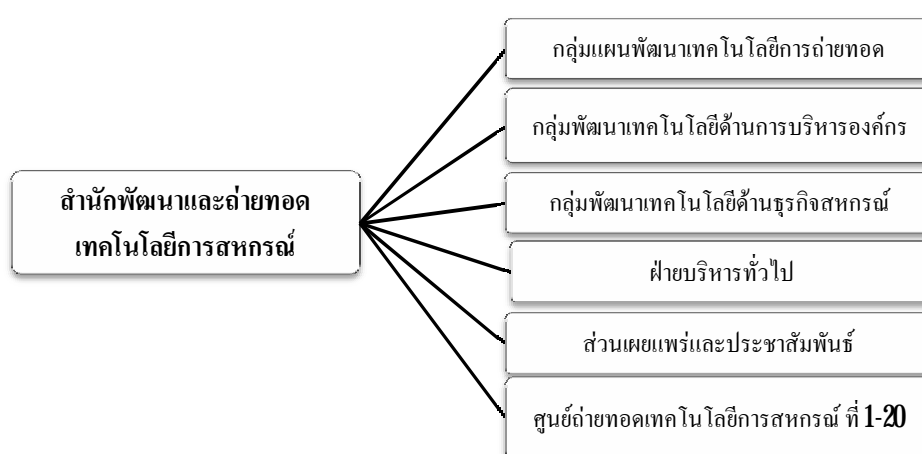 กลุ่มแผนพัฒนาเทคโนโลยีการถ่ายทอด
กลุ่มพัฒนาเทคโนโลยีด้านการบริหารองค์กร
สำนักพัฒนาและถ่ายทอด
เทคโนโลยีการสหกรณ์
กลุ่มพัฒนาเทคโนโลยีด้านธุรกิจสหกรณ์
ฝ่ายบริหารทั่วไป
ส่วนเผยแพร่และประชาสัมพันธ์
ศูนย์ถ่ายทอดเทคโนโลยีการสหกรณ์ ที่ 1-20